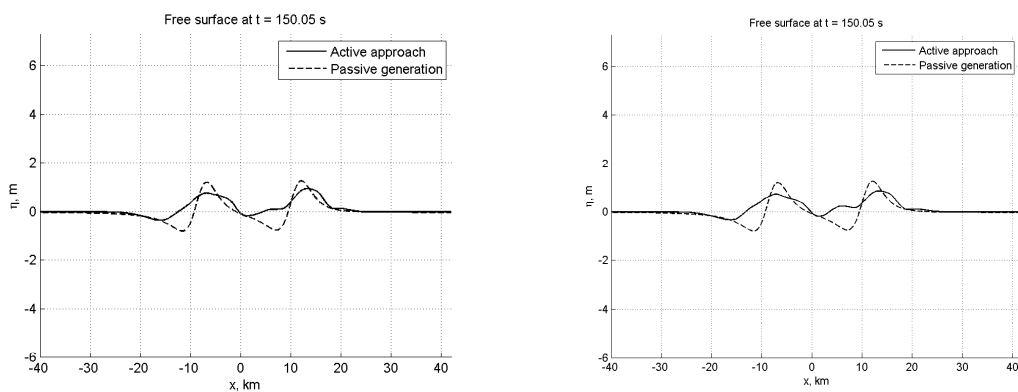 Free surface at t = 150.05 s
Active approach
Passive generation
6
4
2
0
-2
-4
-6
η, m
-40 -30 -20 -10 0 10 20 30 40
x, km
Free surface at t = 150.05 s
Active approach
Passive generation
6
4
2
0
-2
-4
-6
η, m
-40 -30 -20 -10 0 10 20 30 40
x, km